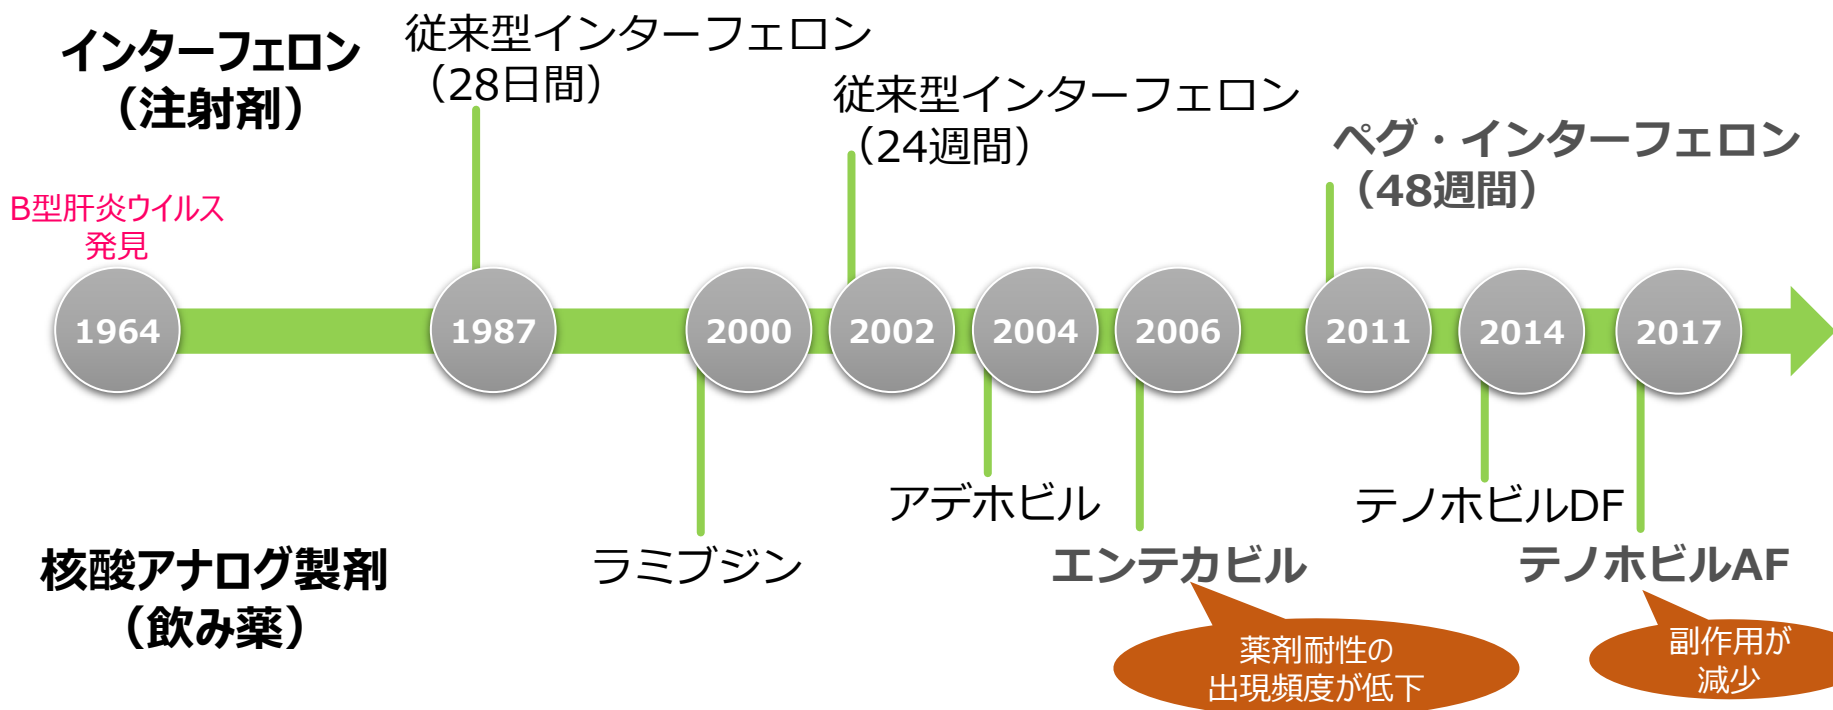 インターフェロン
（注射剤）
従来型インターフェロン
（28日間）
従来型インターフェロン
（24週間）
ペグ・インターフェロン
（48週間）
B型肝炎ウイルス
発見
1964
1987
2000
2002
2004
2006
2011
2014
2017
アデホビル
テノホビルDF
ラミブジン
エンテカビル
テノホビルAF
核酸アナログ製剤
（飲み薬）
薬剤耐性の
出現頻度が低下
副作用が
減少